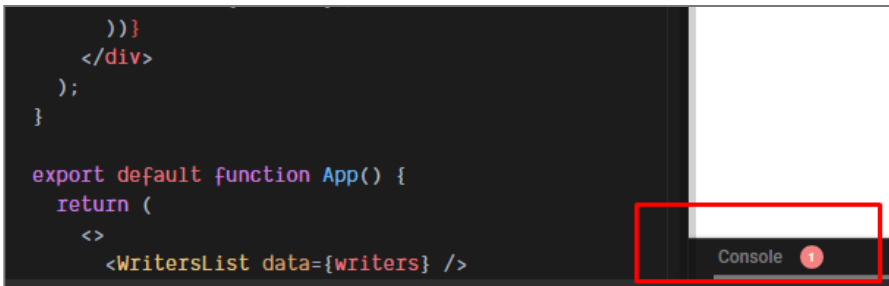 ))}
</div>
);
}
export default function App() {
return (
<>
<WritersList data={writers} />
Console 1